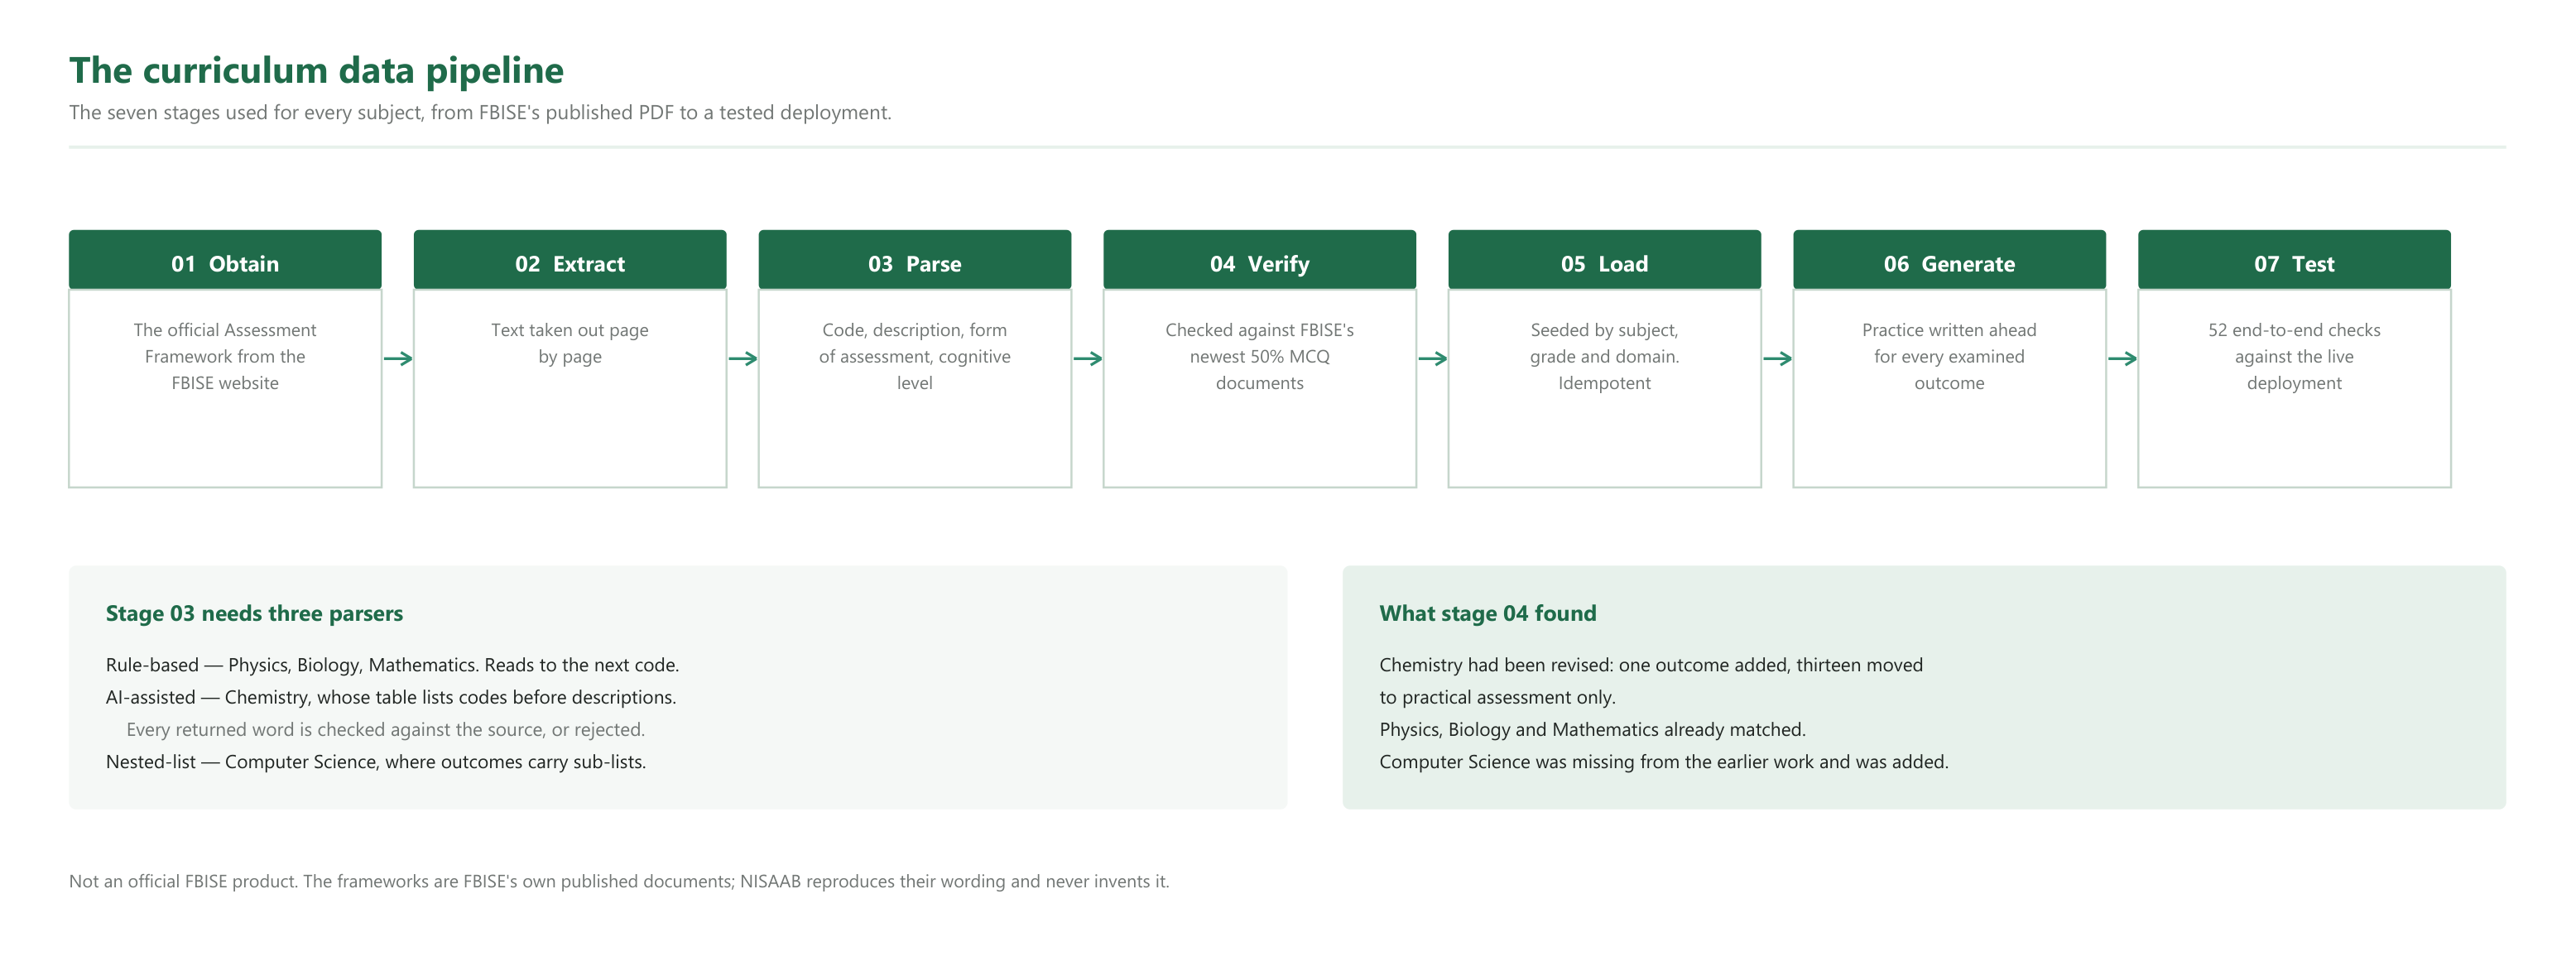 The curriculum data pipeline
The seven stages used for every subject, from FBISE's published PDF to a tested deployment.
01 Obtain
The official Assessment
Framework from the
FBISE website
02 Extract
Text taken out page
by page
03 Parse
Code, description, form
of assessment, cognitive
level
04 Verify
Checked against FBISE's
newest 50% MCQ
documents
05 Load
Seeded by subject,
grade and domain.
Idempotent
06 Generate
Practice written ahead
for every examined
outcome
07 Test
52 end-to-end checks
against the live
deployment
Stage 03 needs three parsers
Rule-based — Physics, Biology, Mathematics. Reads to the next code.
AI-assisted — Chemistry, whose table lists codes before descriptions.
Every returned word is checked against the source, or rejected.
Nested-list — Computer Science, where outcomes carry sub-lists.
What stage 04 found
Chemistry had been revised: one outcome added, thirteen moved
to practical assessment only.
Physics, Biology and Mathematics already matched.
Computer Science was missing from the earlier work and was added.
Not an official FBISE product. The frameworks are FBISE's own published documents; NISAAB reproduces their wording and never invents it.